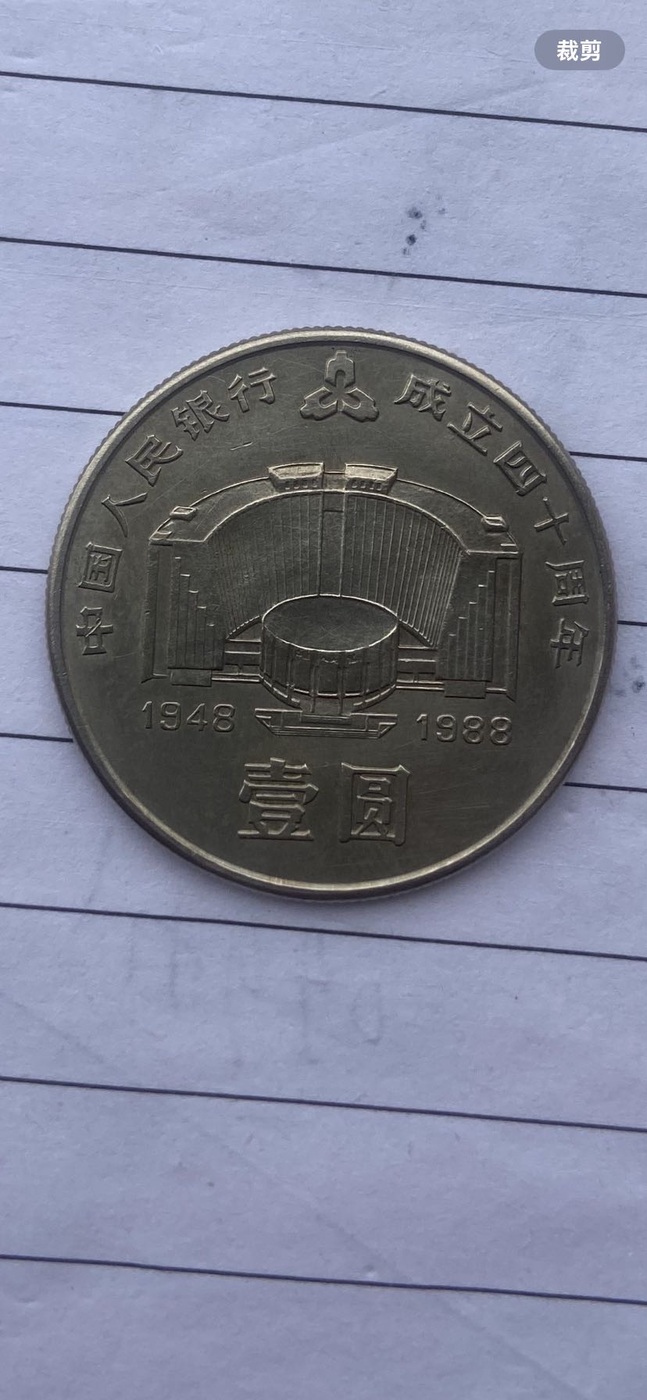 裁剪
中国人民银行 成立四十周年
1948 1988
壹圆